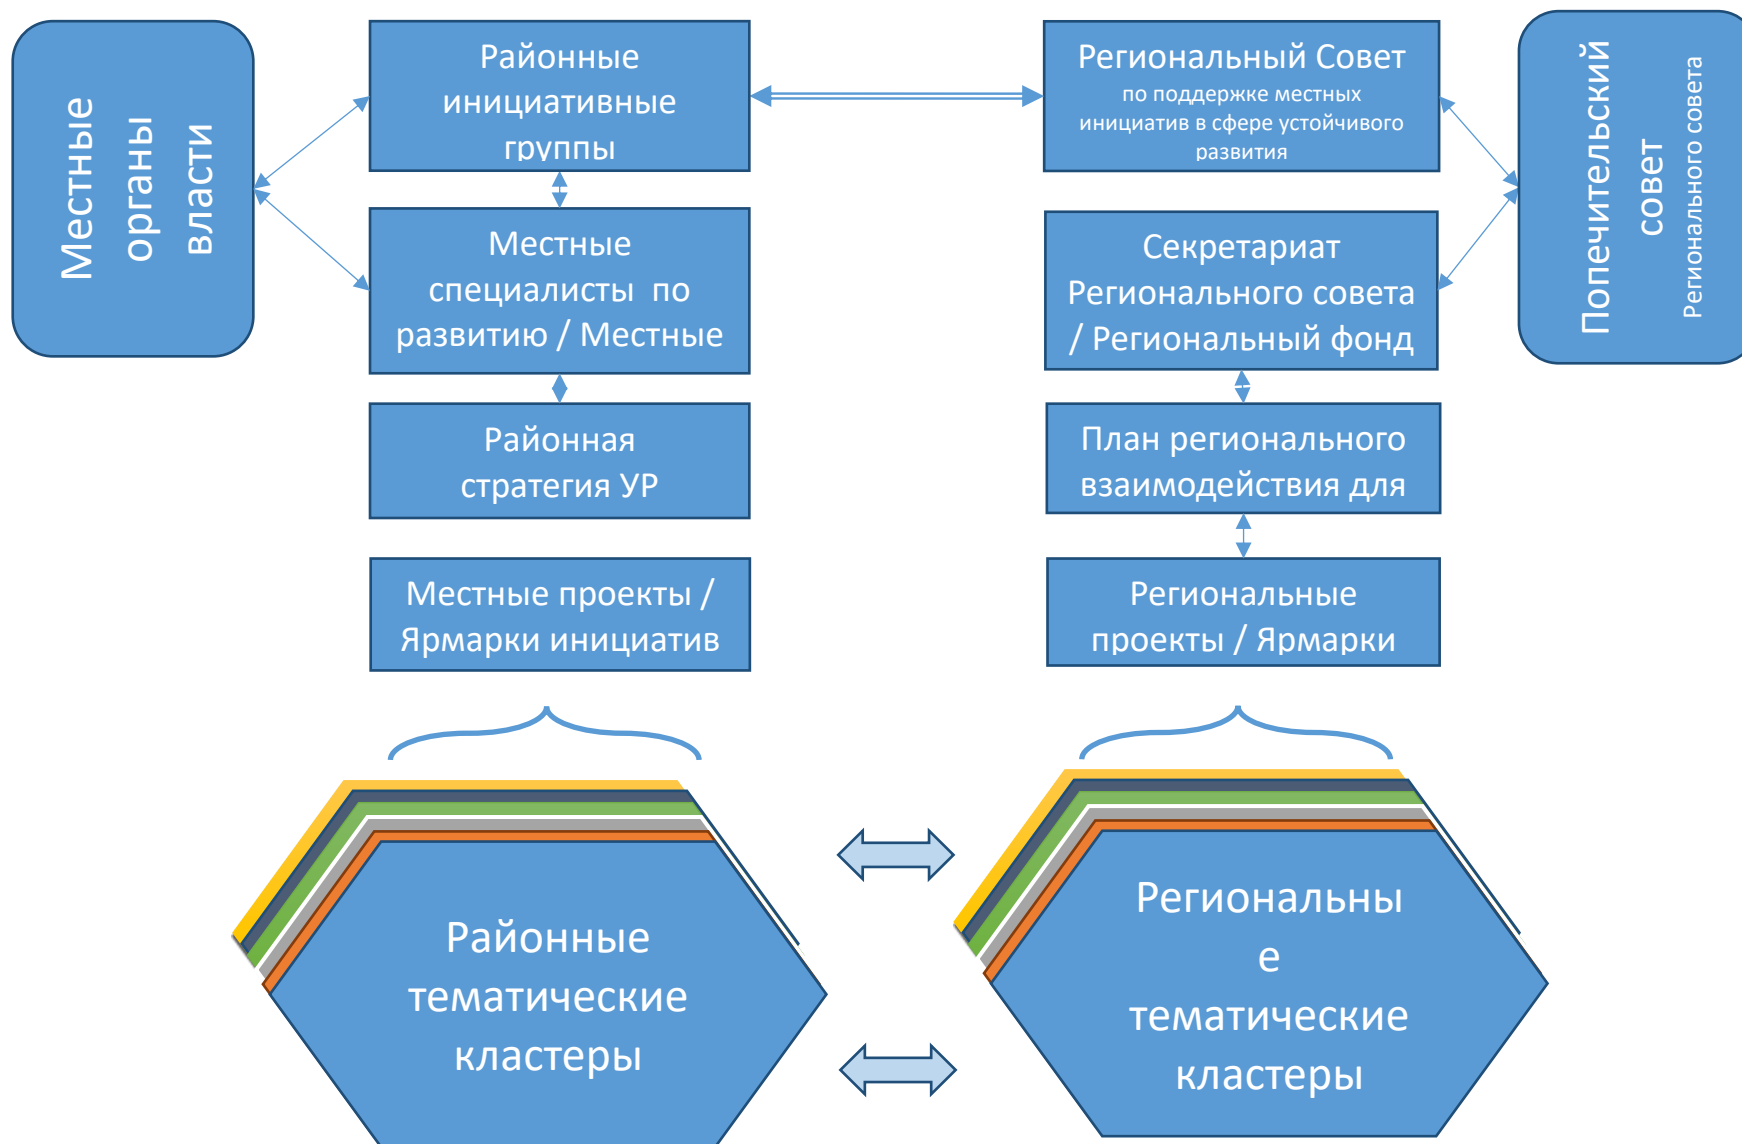 Местные
органы
власти
Районные
инициативные
группы
Региональный Совет
по поддержке местных
инициатив в сфере устойчивого
развития
Попечительский
совет
Регионального совета
Местные
специалисты по
развитию / Местные
Секретариат
Регионального совета
/ Региональный фонд
Районная
стратегия УР
План регионального
взаимодействия для
Местные проекты /
Ярмарки инициатив
Региональные
проекты / Ярмарки
Районные
тематические
кластеры
Региональны
е
тематические
кластеры